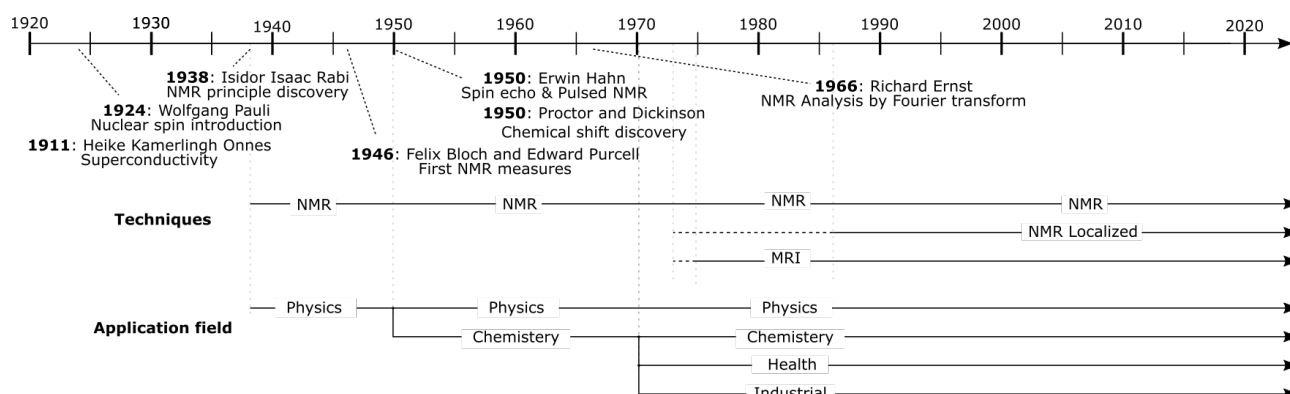 1920 1930 1940 1950 1960 1970 1980 1990 2000 2010 2020
1938: Isidor Isaac Rabi
NMR principle discovery
1924: Wolfgang Pauli
Nuclear spin introduction
1911: Heike Kamerlingh Onnes
Superconductivity
1946: Felix Bloch and Edward Purcell
First NMR measures
1950: Erwin Hahn
Spin echo & Pulsed NMR
1950: Proctor and Dickinson
Chemical shift discovery
1966: Richard Ernst
NMR Analysis by Fourier transform
Techniques
NMR NMR NMR NMR
NMR Localized
MRI
Application field
Physics Physics Physics
Chemistery Chemistery
Health
Industrial